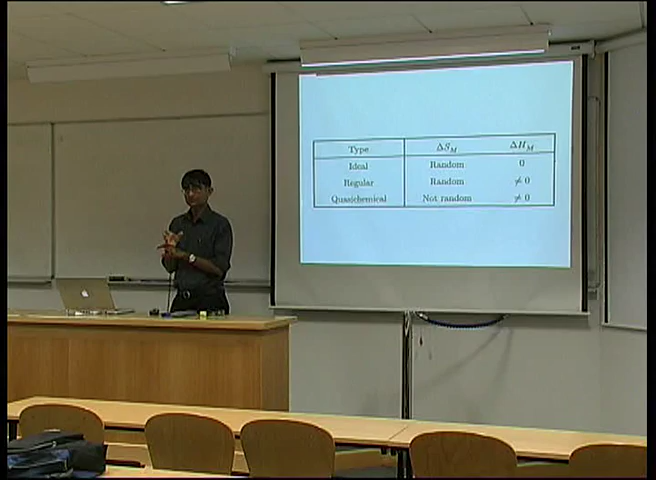 Type ΔS_M ΔH_M
Ideal Random 0
Regular Random ≠ 0
Quasichemical Not random ≠ 0